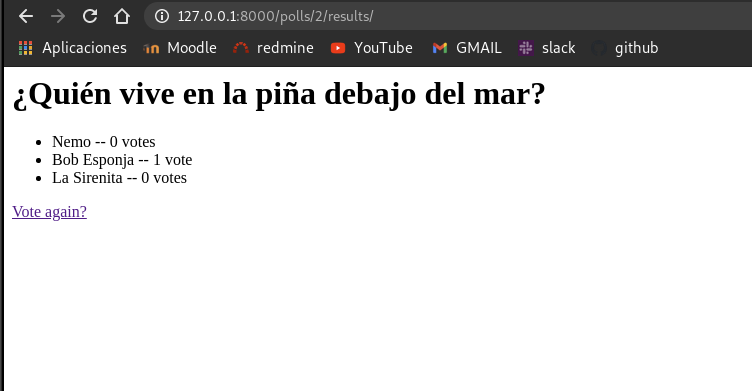 127.0.0.1:8000/polls/2/results/
Aplicaciones Moodle redmine YouTube GMAIL slack github
¿Quién vive en la piña debajo del mar?
Nemo -- 0 votes
Bob Esponja -- 1 vote
La Sirenita -- 0 votes
Vote again?